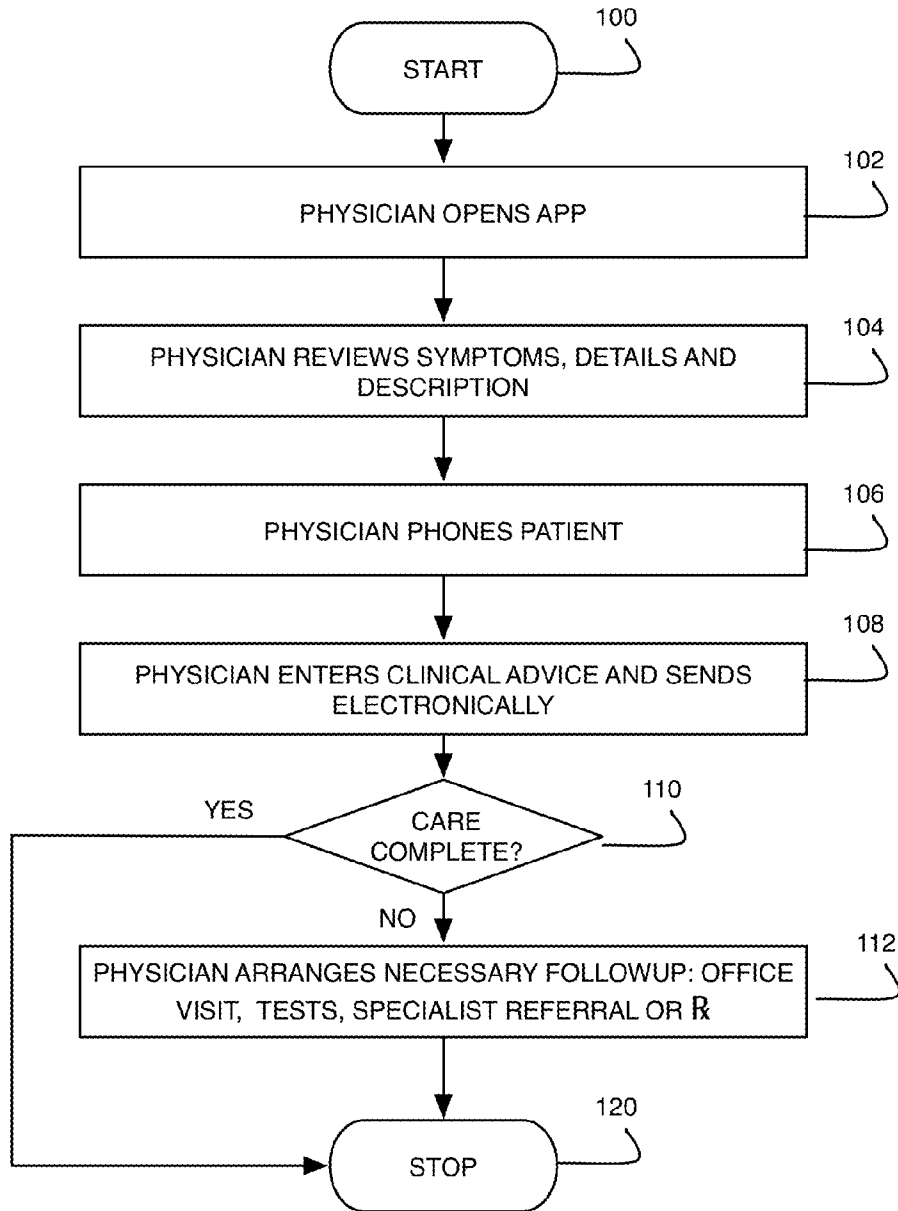 100
START
102
PHYSICIAN OPENS APP
104
PHYSICIAN REVIEWS SYMPTOMS, DETAILS AND
DESCRIPTION
106
PHYSICIAN PHONES PATIENT
108
PHYSICIAN ENTERS CLINICAL ADVICE AND SENDS
ELECTRONICALLY
YES
110
CARE
COMPLETE?
NO
112
PHYSICIAN ARRANGES NECESSARY FOLLOWUP: OFFICE
VISIT, TESTS, SPECIALIST REFERRAL OR ℞
120
STOP